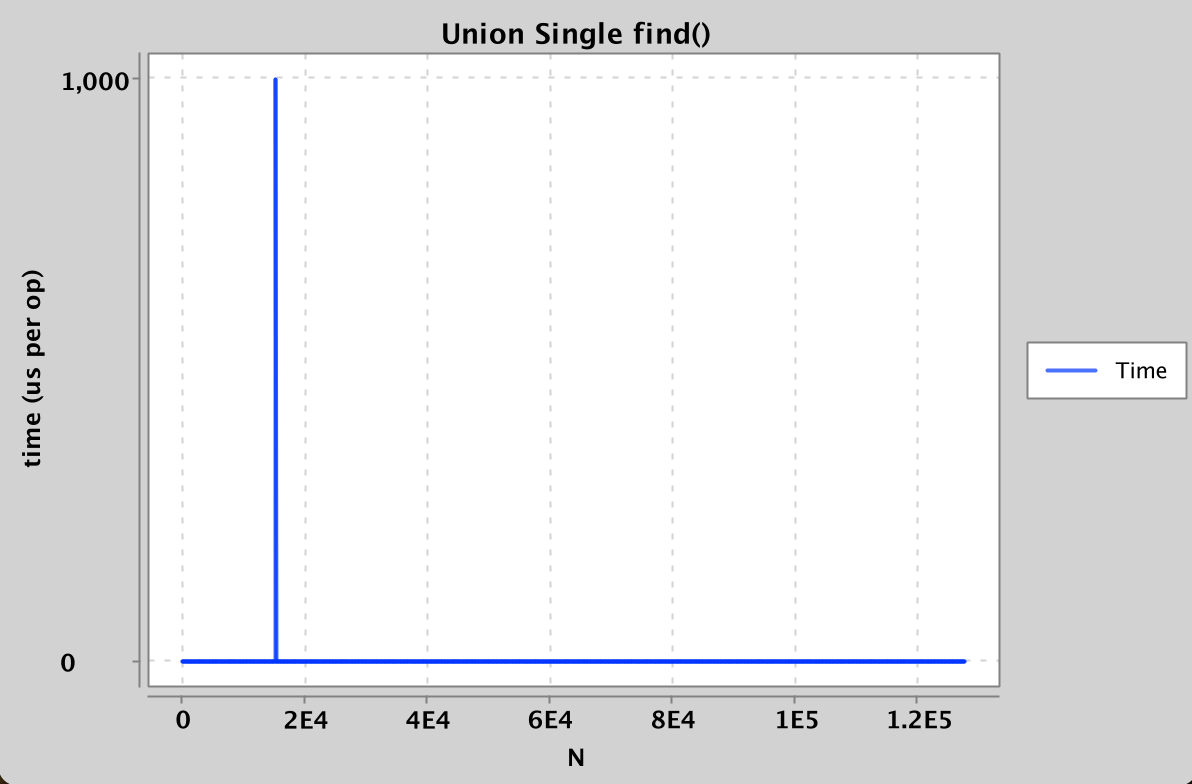 Union Single find()
1,000
0
time (us per op)
0 2E4 4E4 6E4 8E4 1E5 1.2E5
N
Time